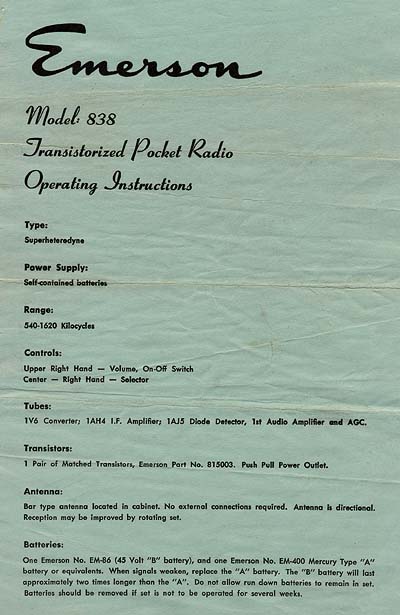 Emerson
Model: 838
Transistorized Pocket Radio
Operating Instructions
Type:
Superheterodyne
Power Supply:
Self-contained batteries
Range:
540-1620 Kilocycles
Controls:
Upper Right Hand — Volume, On-Off Switch
Center — Right Hand — Selector
Tubes:
1V6 Converter; 1AH4 I.F. Amplifier; 1AJ5 Diode Detector, 1st Audio Amplifier and AGC.
Transistors:
1 Pair of Matched Transistors, Emerson Part No. 815003. Push Pull Power Outlet.
Antenna:
Bar type antenna located in cabinet. No external connections required. Antenna is directional.
Reception may be improved by rotating set.
Batteries:
One Emerson No. EM-86 (45 Volt "B" battery), and one Emerson No. EM-400 Mercury Type "A"
battery or equivalents. When signals weaken, replace the "A" battery. The "B" battery will last
approximately two times longer than the "A". Do not allow run down batteries to remain in set.
Batteries should be removed if set is not to be operated for several weeks.